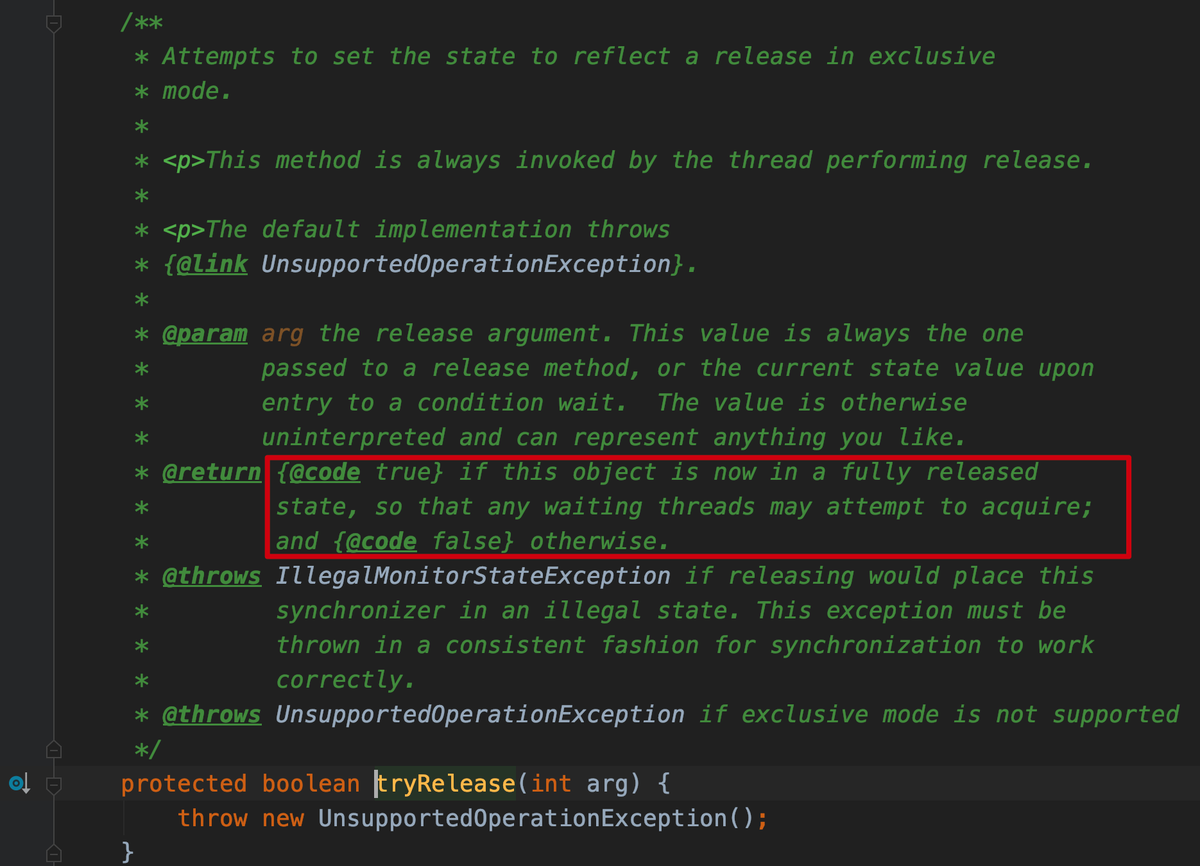 /**
* Attempts to set the state to reflect a release in exclusive
* mode.
*
* <p>This method is always invoked by the thread performing release.
*
* <p>The default implementation throws
* {@link UnsupportedOperationException}.
*
* @param arg the release argument. This value is always the one
*        passed to a release method, or the current state value upon
*        entry to a condition wait.  The value is otherwise
*        uninterpreted and can represent anything you like.
* @return {@code true} if this object is now in a fully released
*         state, so that any waiting threads may attempt to acquire;
*         and {@code false} otherwise.
* @throws IllegalMonitorStateException if releasing would place this
*         synchronizer in an illegal state. This exception must be
*         thrown in a consistent fashion for synchronization to work
*         correctly.
* @throws UnsupportedOperationException if exclusive mode is not supported
*/
protected boolean tryRelease(int arg) {
throw new UnsupportedOperationException();
}